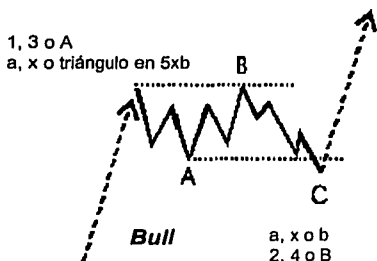 1, 3 o A
a, x o triángulo en 5xb
B
A
C
Bull
a, x o b
2, 4 o B